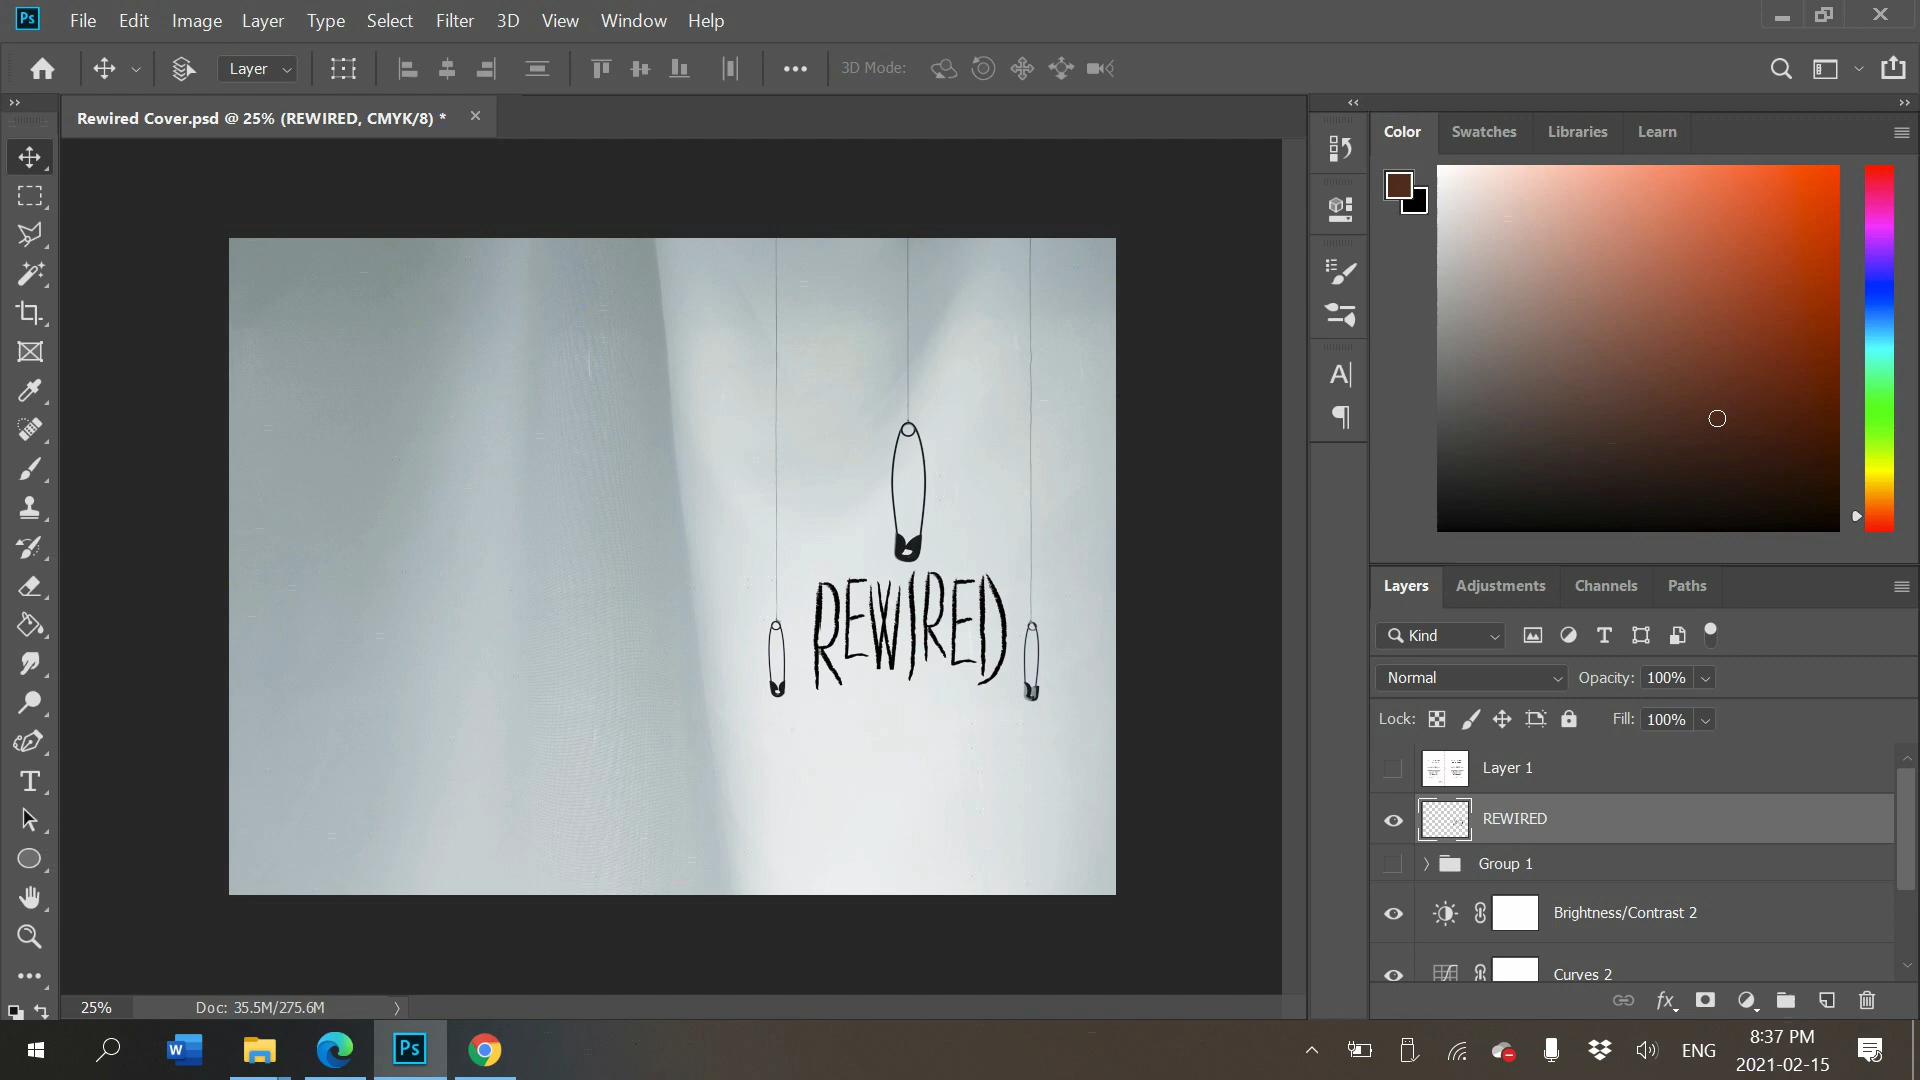 Ps File Edit Image Layer Type Select Filter 3D View Window Help
Layer 3D Mode:
Rewired Cover.psd @ 25% (REWIRED, CMYK/8) *
Color Swatches Libraries Learn
REWIRED
Layers Adjustments Channels Paths
Kind
Normal Opacity: 100%
Lock: Fill: 100%
Layer 1
REWIRED
Group 1
Brightness/Contrast 2
Curves 2
25% Doc: 35.5M/275.6M
fx
W Ps ENG 8:37 PM
2021-02-15